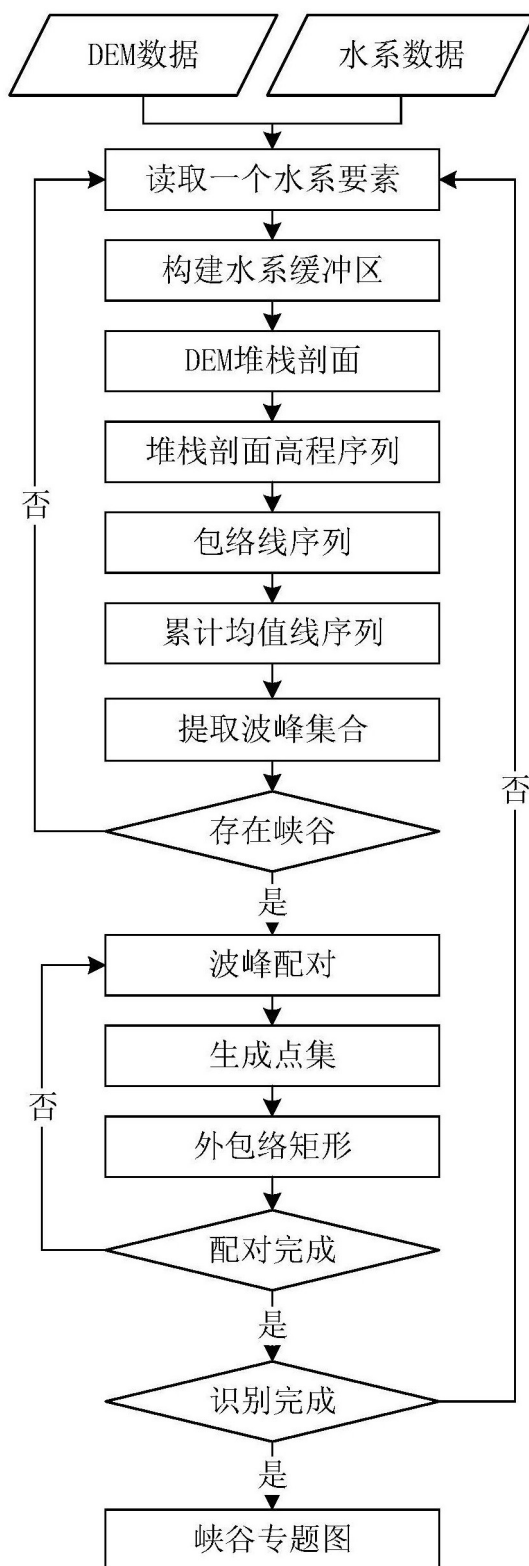 DEM数据
水系数据
读取一个水系要素
构建水系缓冲区
DEM堆栈剖面
堆栈剖面高程序列
否
包络线序列
累计均值线序列
提取波峰集合
否
存在峡谷
是
波峰配对
生成点集
否
外包络矩形
配对完成
是
识别完成
是
峡谷专题图